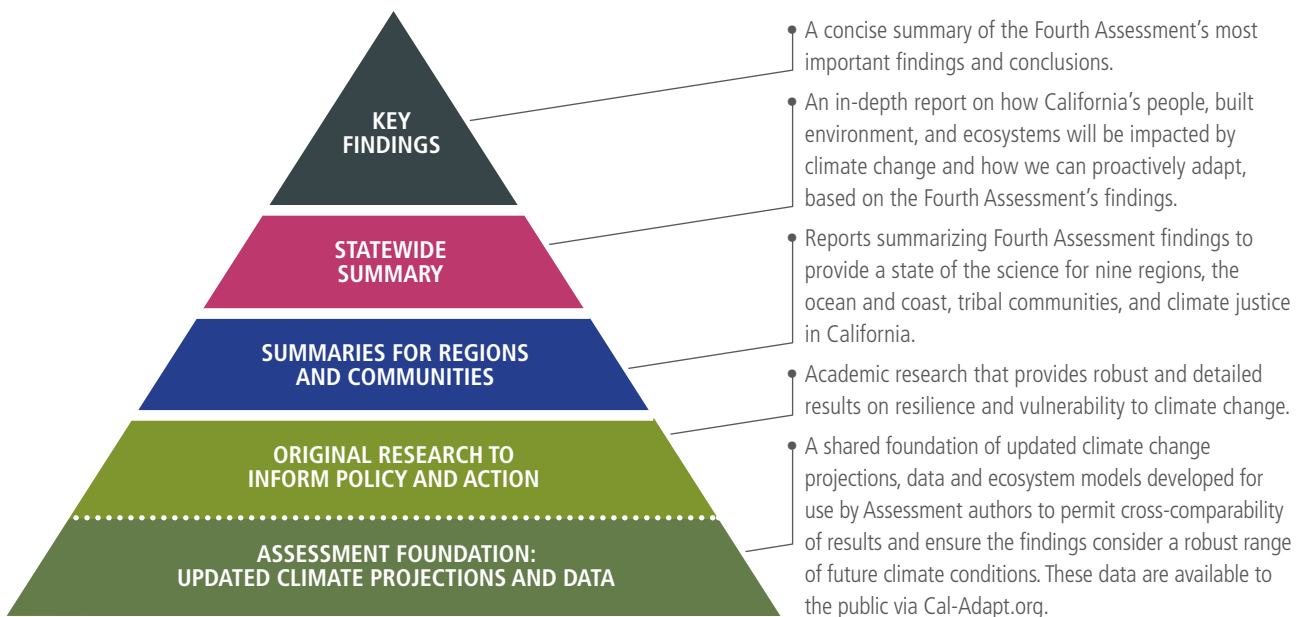 KEY
FINDINGS
A concise summary of the Fourth Assessment’s most
important findings and conclusions.
STATEWIDE
SUMMARY
An in-depth report on how California’s people, built
environment, and ecosystems will be impacted by
climate change and how we can proactively adapt,
based on the Fourth Assessment’s findings.
SUMMARIES FOR REGIONS
AND COMMUNITIES
Reports summarizing Fourth Assessment findings to
provide a state of the science for nine regions, the
ocean and coast, tribal communities, and climate justice
in California.
ORIGINAL RESEARCH TO
INFORM POLICY AND ACTION
Academic research that provides robust and detailed
results on resilience and vulnerability to climate change.
ASSESSMENT FOUNDATION:
UPDATED CLIMATE PROJECTIONS AND DATA
A shared foundation of updated climate change
projections, data and ecosystem models developed for
use by Assessment authors to permit cross-comparability
of results and ensure the findings consider a robust range
of future climate conditions. These data are available to
the public via Cal-Adapt.org.